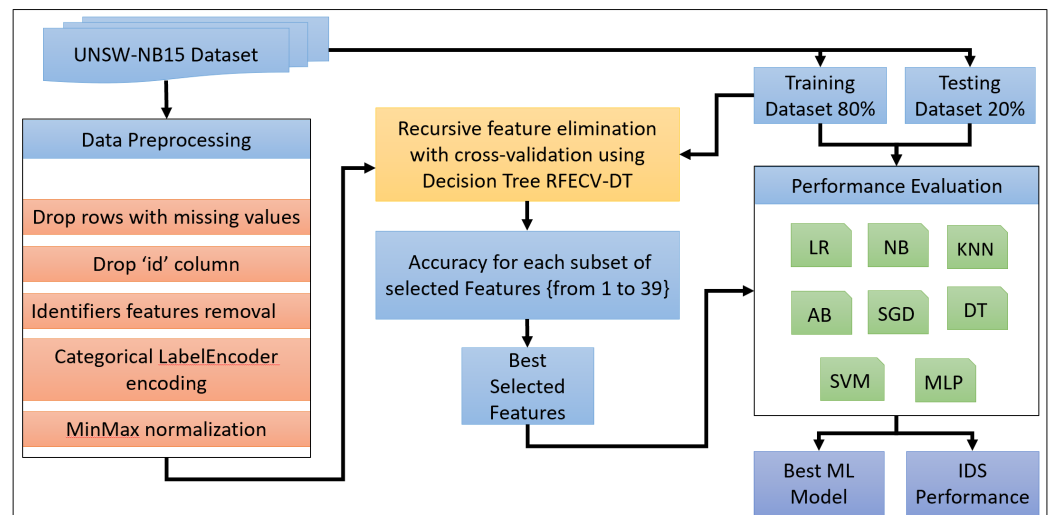 UNSW-NB15 Dataset
Data Preprocessing
Drop rows with missing values
Drop ‘id’ column
Identifiers features removal
Categorical LabelEncoder
encoding
MinMax normalization
Recursive feature elimination
with cross-validation using
Decision Tree RFECV-DT
Accuracy for each subset of
selected Features {from 1 to 39}
Best
Selected
Features
Training
Dataset 80%
Testing
Dataset 20%
Performance Evaluation
LR
NB
KNN
AB
SGD
DT
SVM
MLP
Best ML
Model
IDS
Performance